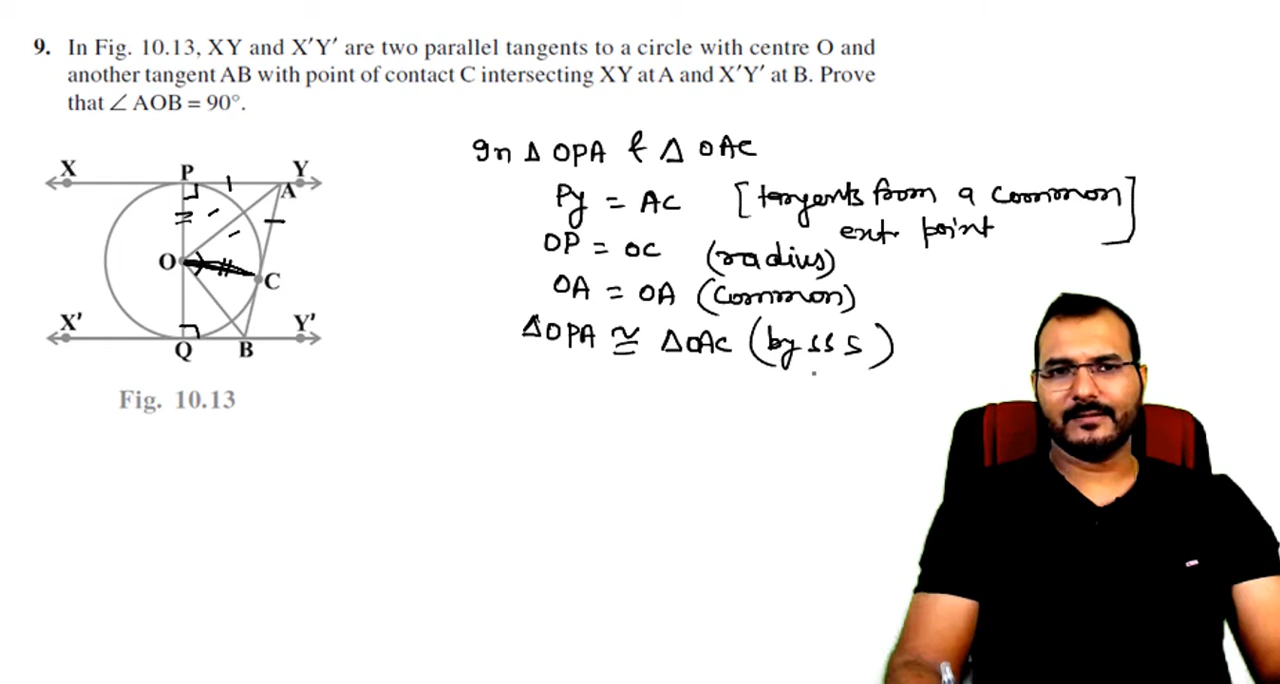 9. In Fig. 10.13, XY and X′Y′ are two parallel tangents to a circle with centre O and
another tangent AB with point of contact C intersecting XY at A and X′Y′ at B. Prove
that ∠ AOB = 90°.
In Δ OPA & Δ OAC
Py = AC [tangents from a common
ext. point]
OP = OC (radius)
OA = OA (common)
ΔOPA ≅ ΔOAC (by SSS)
X P Y
A
O
C
X' Y'
Q B
Fig. 10.13